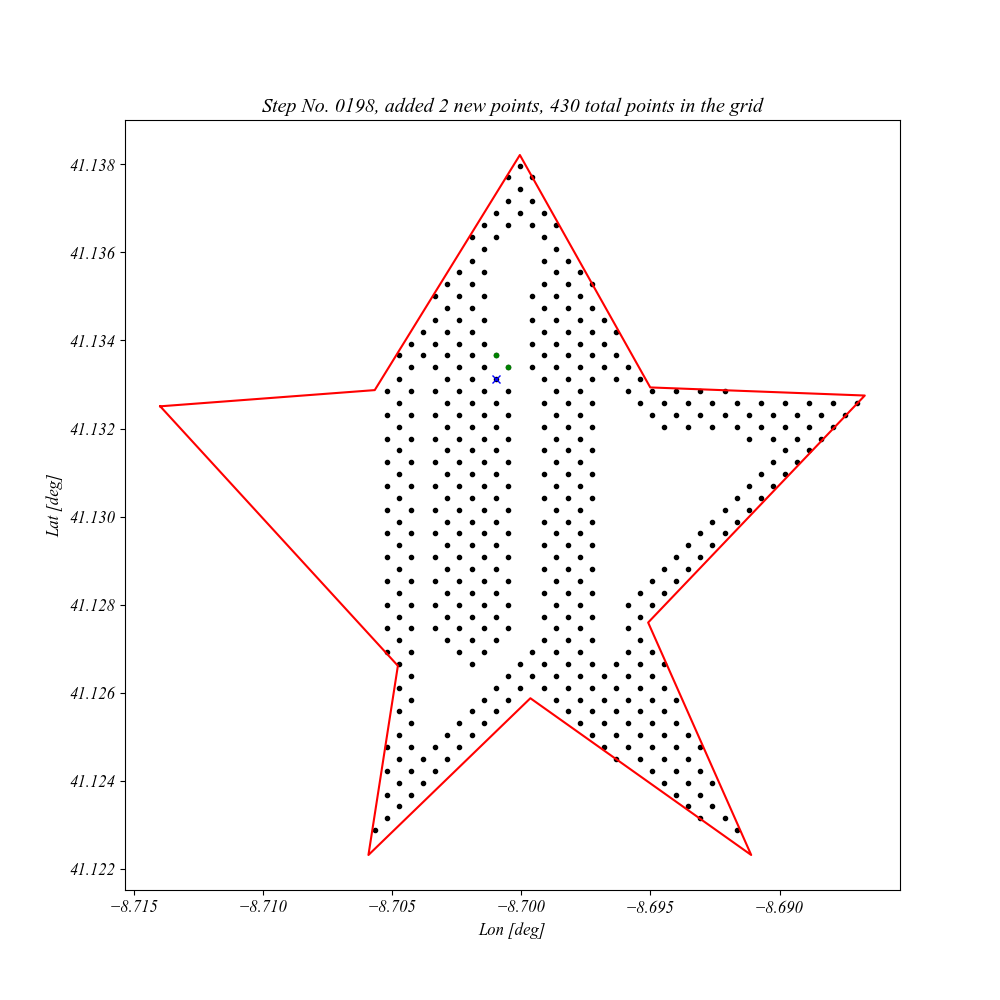 Step No. 0198, added 2 new points, 430 total points in the grid
41.138
41.136
41.134
41.132
41.130
41.128
41.126
41.124
41.122
Lat [deg]
−8.715 −8.710 −8.705 −8.700 −8.695 −8.690
Lon [deg]